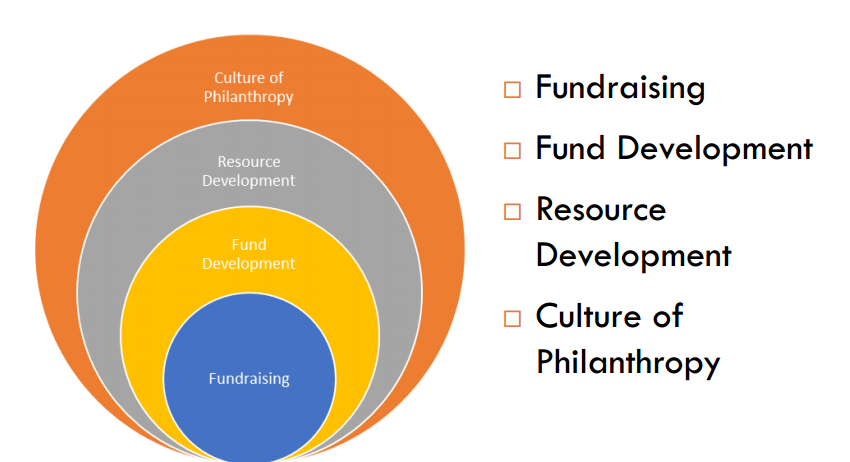 Culture of
Philanthropy
Resource
Development
Fund
Development
Fundraising
Fundraising
Fund Development
Resource
Development
Culture of
Philanthropy